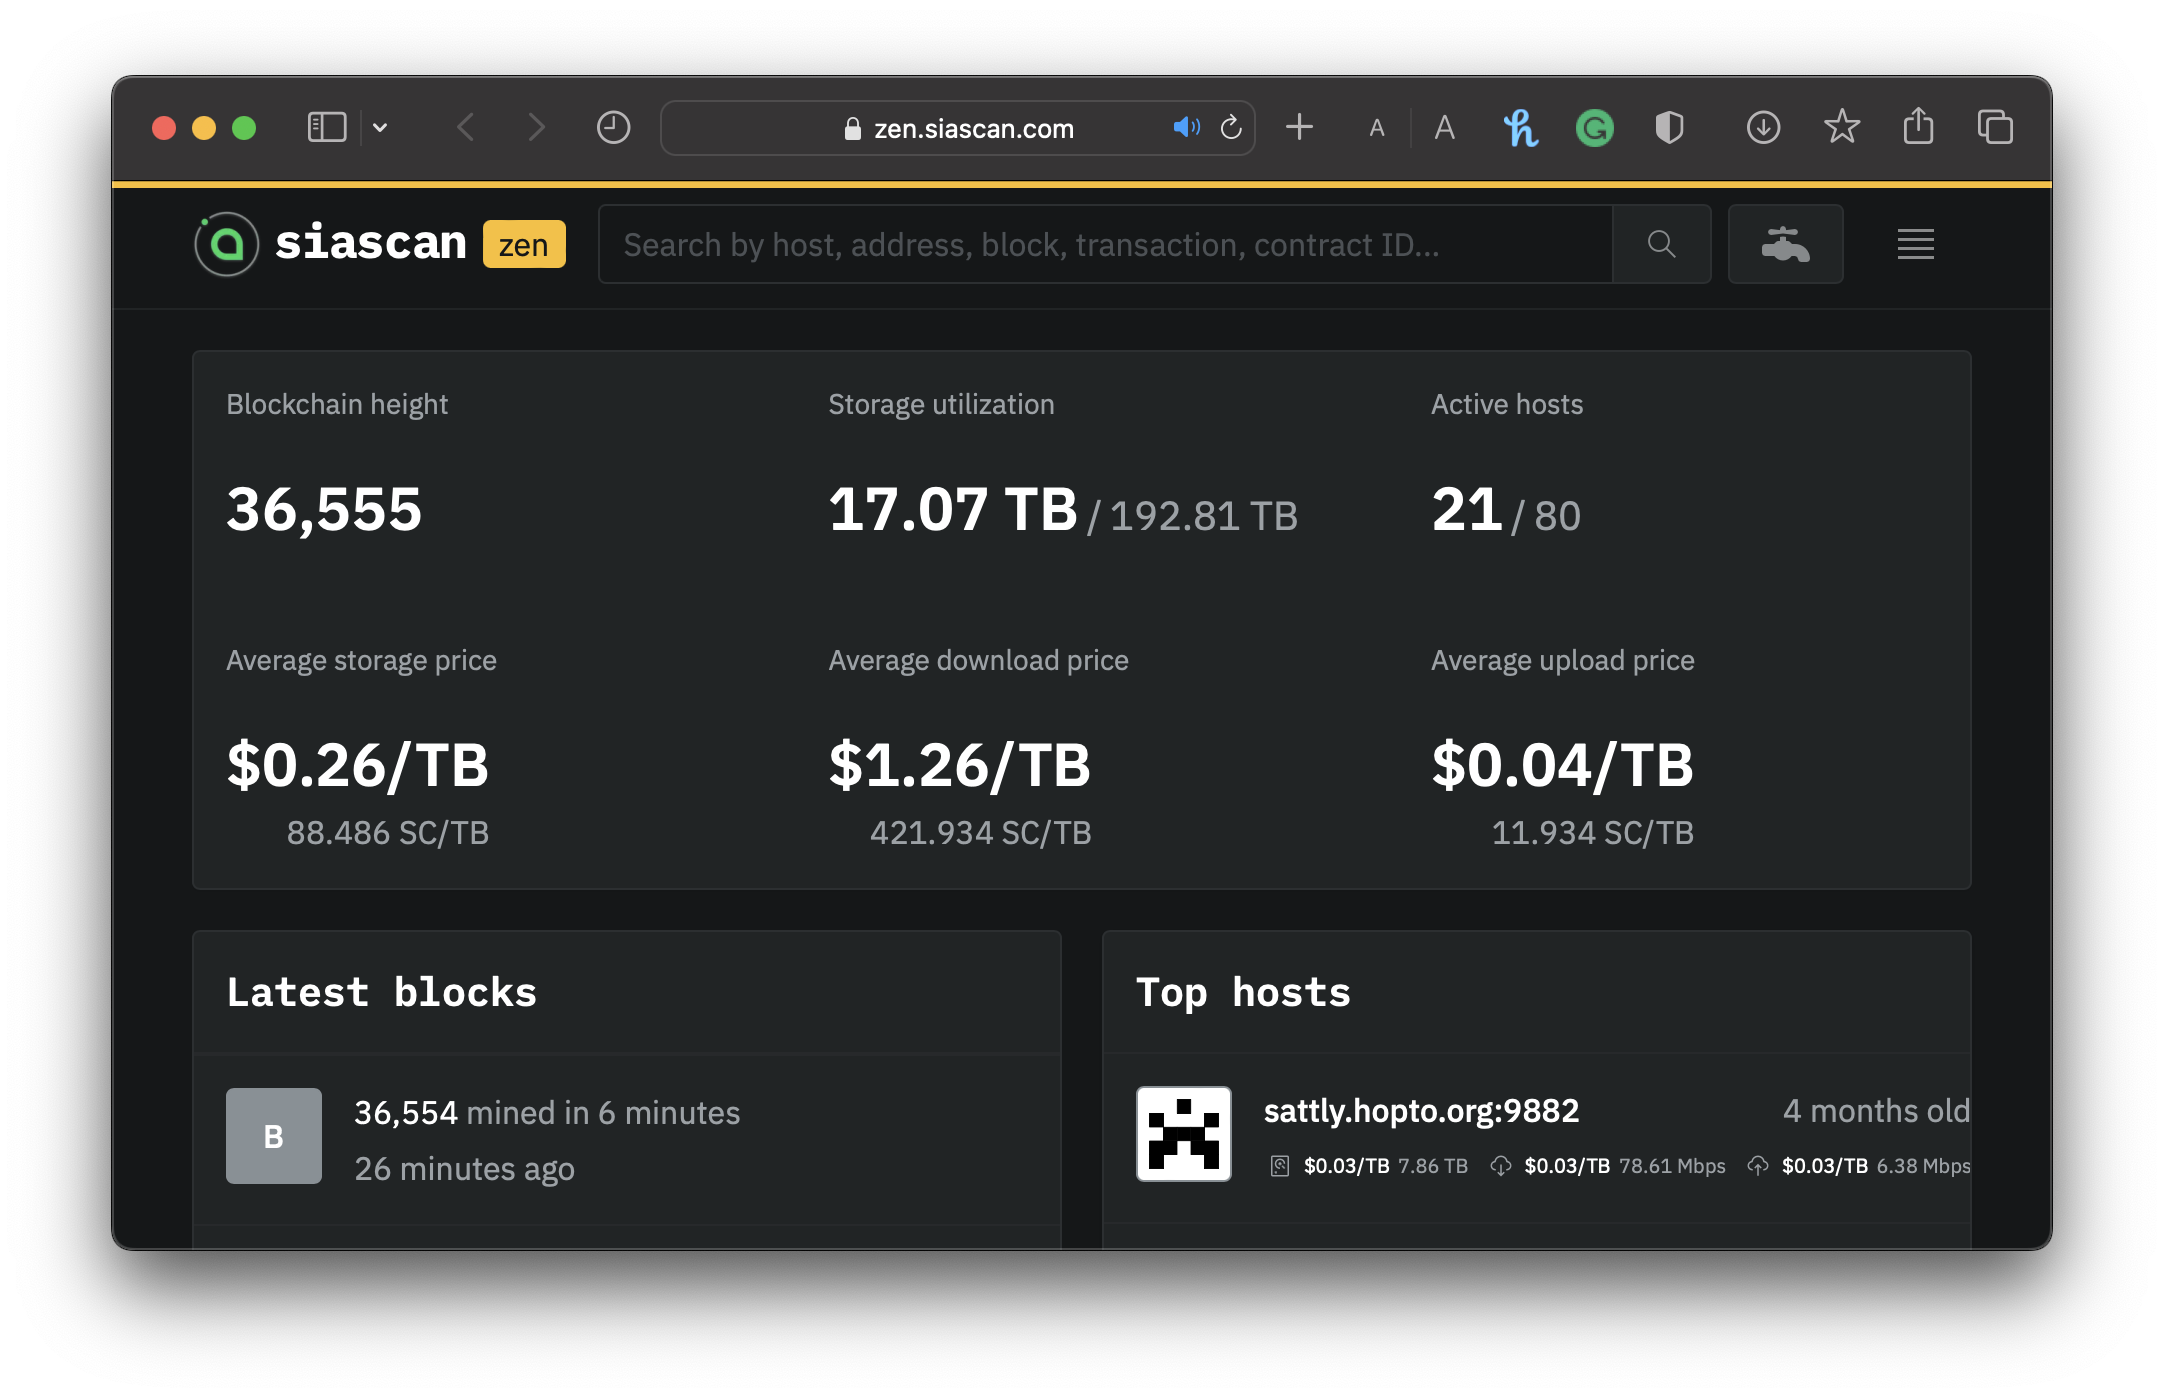 zen.siascan.com
A A
siascan zen
Search by host, address, block, transaction, contract ID...
Blockchain height
36,555
Storage utilization
17.07 TB / 192.81 TB
Active hosts
21 / 80
Average storage price
$0.26/TB
88.486 SC/TB
Average download price
$1.26/TB
421.934 SC/TB
Average upload price
$0.04/TB
11.934 SC/TB
Latest blocks
B
36,554 mined in 6 minutes
26 minutes ago
Top hosts
sattly.hopto.org:9882 4 months old
$0.03/TB 7.86 TB $0.03/TB 78.61 Mbps $0.03/TB 6.38 Mbps